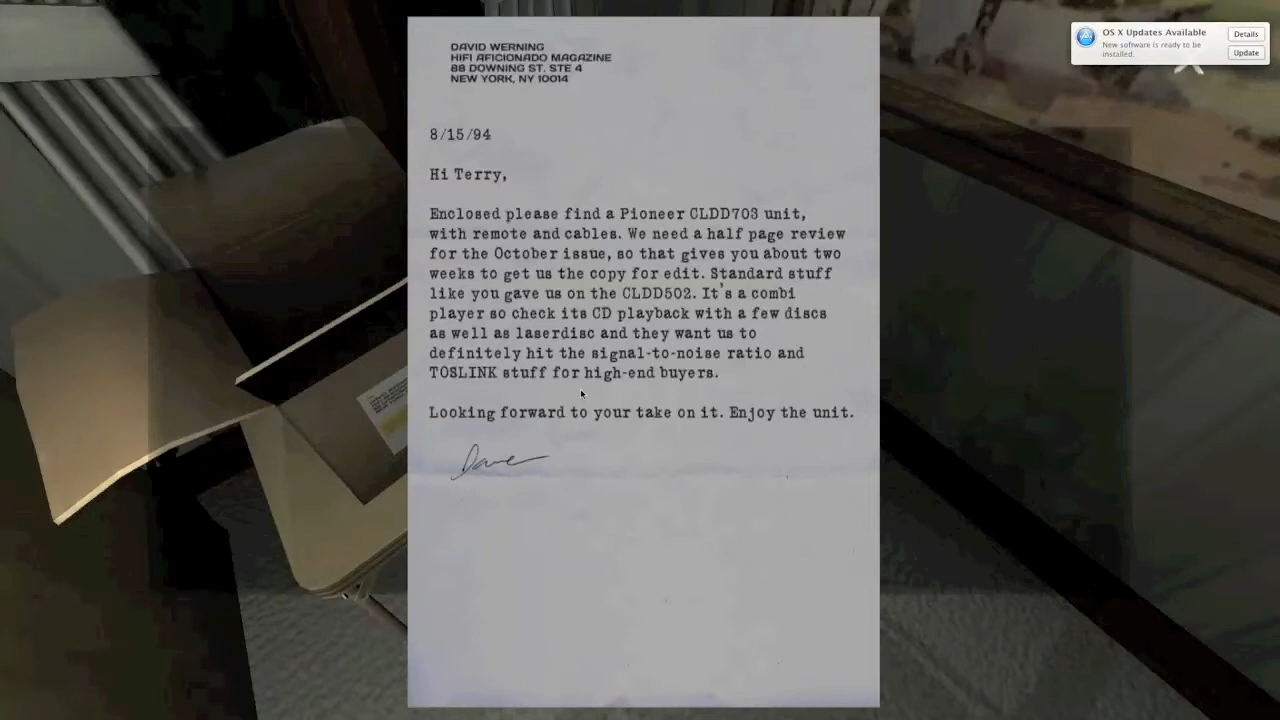 DAVID WERNING
HIFI AFICIONADO MAGAZINE
88 DOWNING ST. STE 4
NEW YORK, NY 10014
8/15/94
Hi Terry,
Enclosed please find a Pioneer CLDD703 unit,
with remote and cables. We need a half page review
for the October issue, so that gives you about two
weeks to get us the copy for edit. Standard stuff
like you gave us on the CLDD502. It's a combi
player so check its CD playback with a few discs
as well as laserdisc and they want us to
definitely hit the signal-to-noise ratio and
TOSLINK stuff for high-end buyers.
Looking forward to your take on it. Enjoy the unit.
Dave
OS X Updates Available
New software is ready to be
installed.
Details
Update